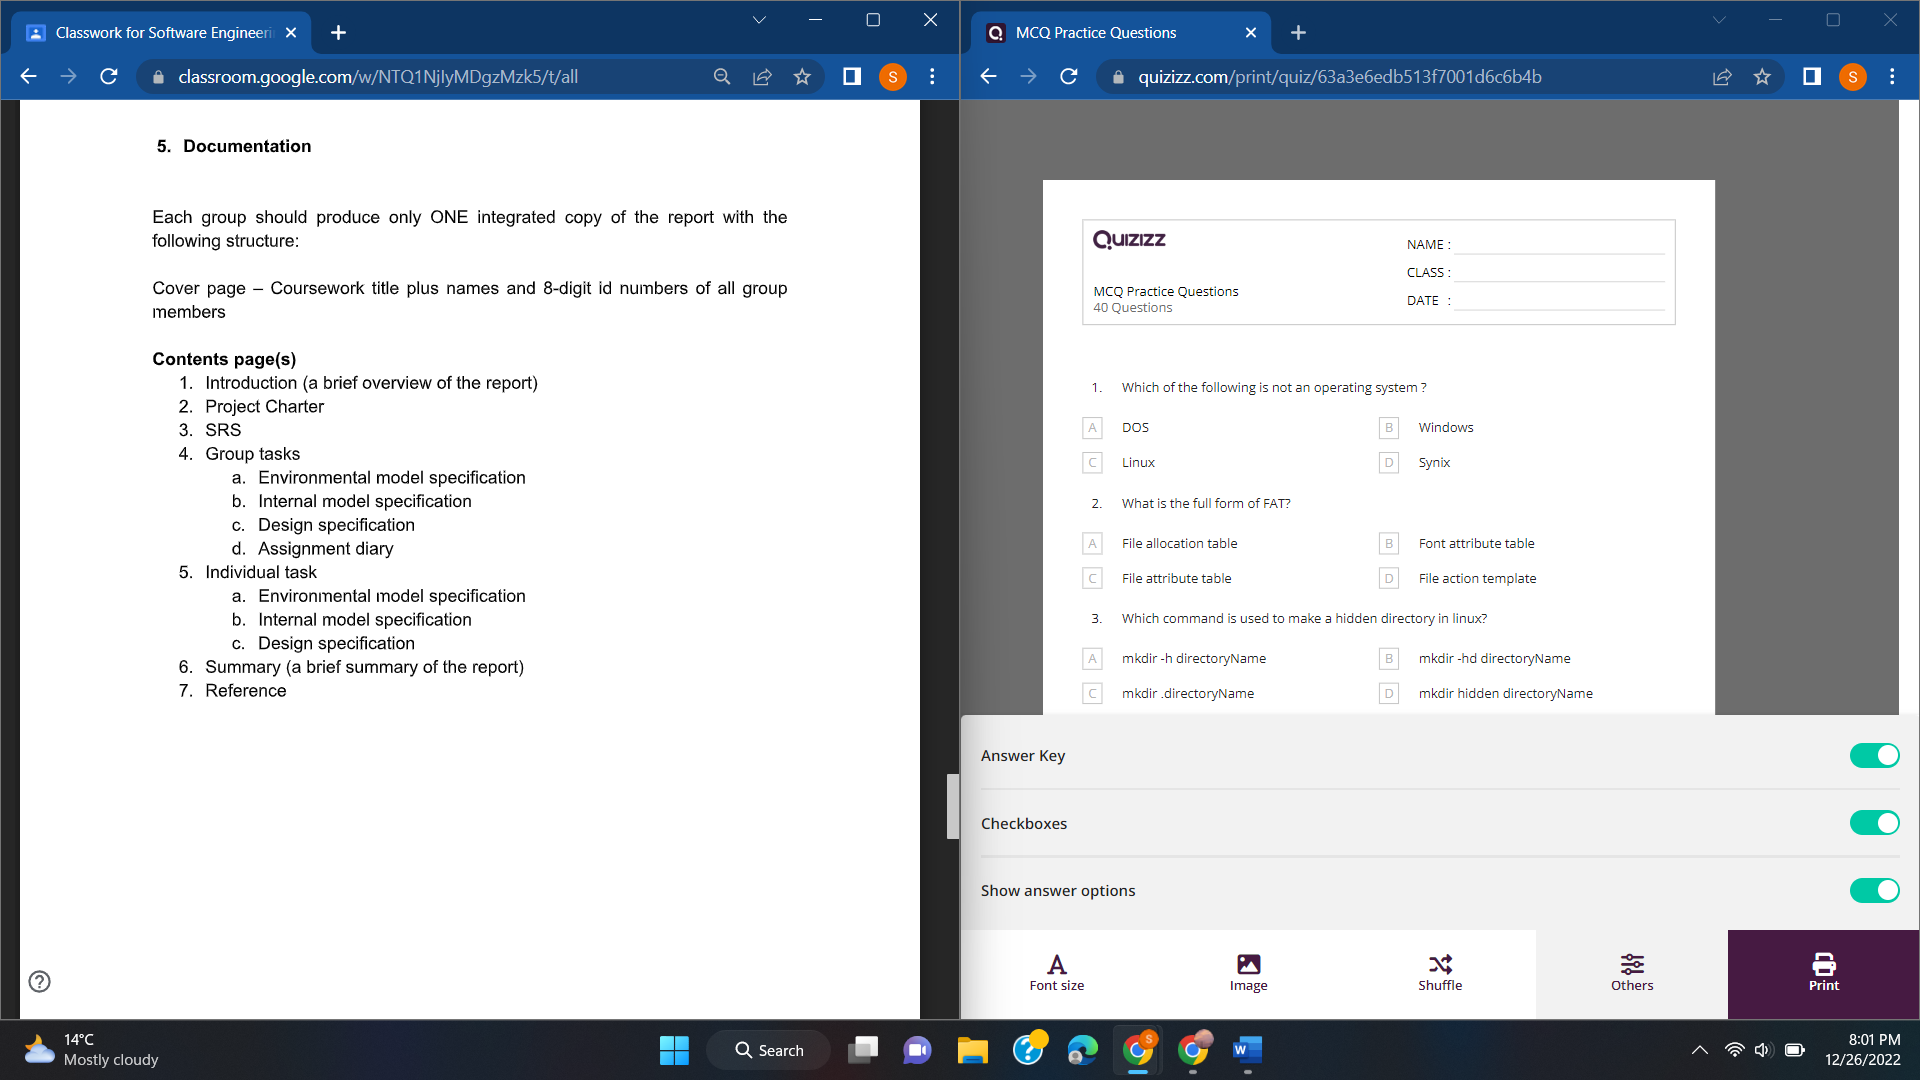 Classwork for Software Engineeri
classroom.google.com/w/NTQ1NjIyMDgzMzk5/t/all
S
5. Documentation
Each group should produce only ONE integrated copy of the report with the
following structure:
Cover page – Coursework title plus names and 8-digit id numbers of all group
members
Contents page(s)
1. Introduction (a brief overview of the report)
2. Project Charter
3. SRS
4. Group tasks
a. Environmental model specification
b. Internal model specification
c. Design specification
d. Assignment diary
5. Individual task
a. Environmental model specification
b. Internal model specification
c. Design specification
6. Summary (a brief summary of the report)
7. Reference
MCQ Practice Questions
quizizz.com/print/quiz/63a3e6edb513f7001d6c6b4b
S
Quizizz
NAME :
CLASS :
DATE :
MCQ Practice Questions
40 Questions
1. Which of the following is not an operating system ?
A DOS B Windows
C Linux D Synix
2. What is the full form of FAT?
A File allocation table B Font attribute table
C File attribute table D File action template
3. Which command is used to make a hidden directory in linux?
A mkdir -h directoryName B mkdir -hd directoryName
C mkdir .directoryName D mkdir hidden directoryName
Answer Key
Checkboxes
Show answer options
Font size Image Shuffle Others Print
14°C
Mostly cloudy
Search
8:01 PM
12/26/2022